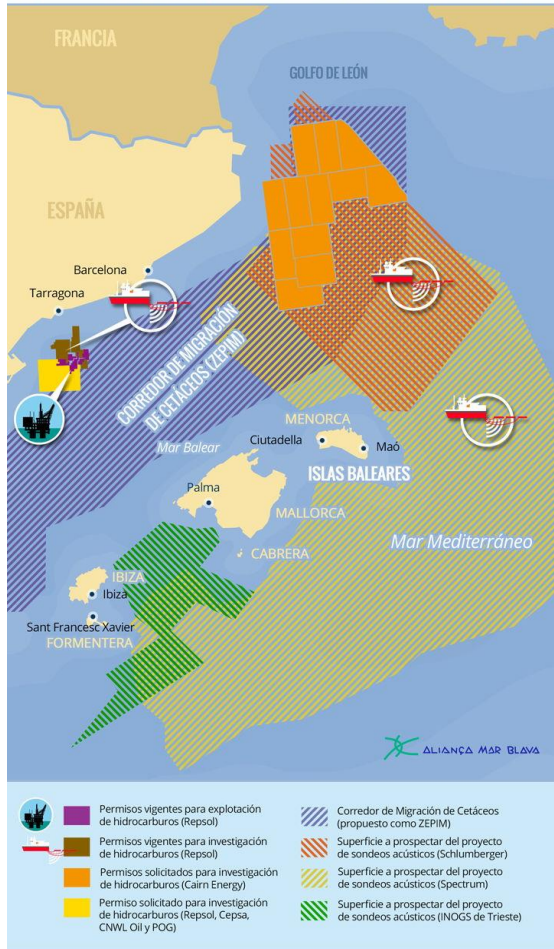 FRANCIA
GOLFO DE LEÓN
ESPAÑA
Barcelona
Tarragona
CORREDOR DE MIGRACIÓN
DE CETÁCEOS (ZEPIM)
Mar Balear
MENORCA
Ciutadella
Maó
ISLAS BALEARES
Palma
MALLORCA
Mar Mediterráneo
CABRERA
IBIZA
Ibiza
Sant Francesc Xavier
FORMENTERA
ALIANÇA MAR BLAVA
Permisos vigentes para explotación
de hidrocarburos (Repsol)
Permisos vigentes para investigación
de hidrocarburos (Repsol)
Permisos solicitados para investigación
de hidrocarburos (Cairn Energy)
Permiso solicitado para investigación
de hidrocarburos (Repsol, Cepsa,
CNWL Oil y POG)
Corredor de Migración de Cetáceos
(propuesto como ZEPIM)
Superficie a prospectar del proyecto
de sondeos acústicos (Schlumberger)
Superficie a prospectar del proyecto
de sondeos acústicos (Spectrum)
Superficie a prospectar del proyecto
de sondeos acústicos (INOGS de Trieste)